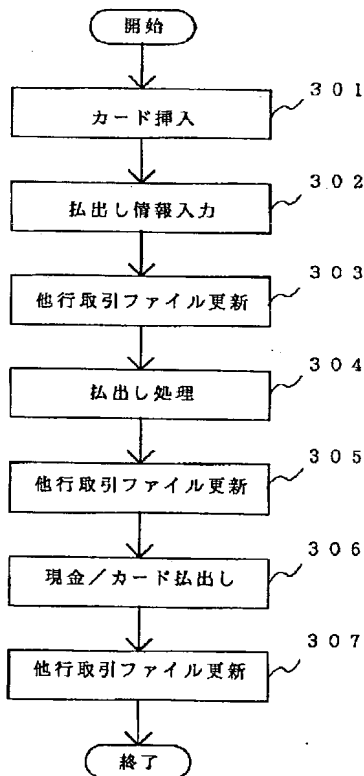 開始
301
カード挿入
302
払出し情報入力
303
他行取引ファイル更新
304
払出し処理
305
他行取引ファイル更新
306
現金/カード払出し
307
他行取引ファイル更新
終了